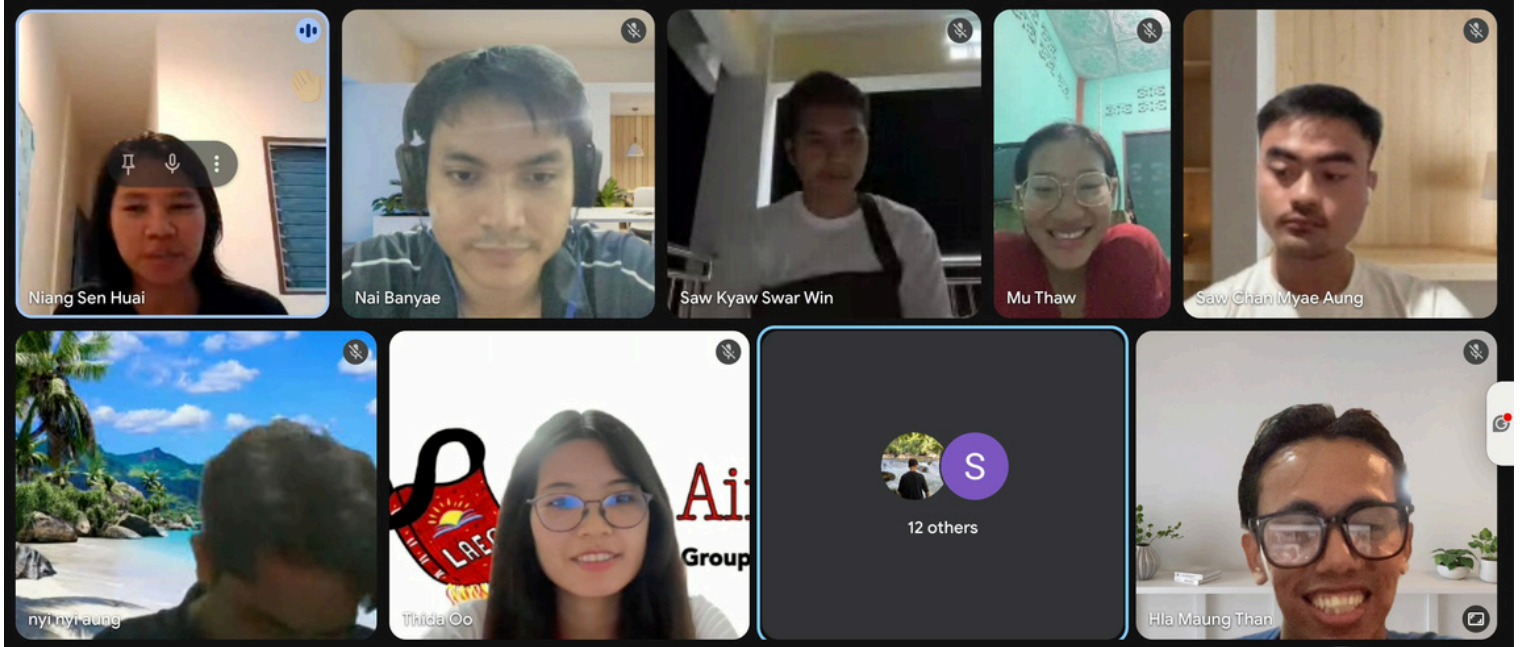 Niang Sen Huai
Nai Banyae
Saw Kyaw Swar Win
Mu Thaw
Saw Chan Myae Aung
nyi nyi aung
LAEC
Ai
Group
Thida Oo
S
12 others
Hla Maung Than